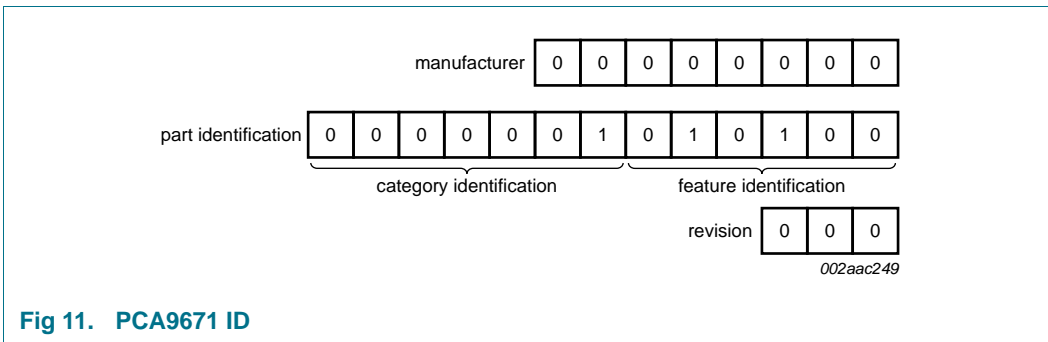 manufacturer 0 0 0 0 0 0 0 0
part identification 0 0 0 0 0 0 1 0 1 0 1 0 0
category identification feature identification
revision 0 0 0
002aac249
Fig 11. PCA9671 ID